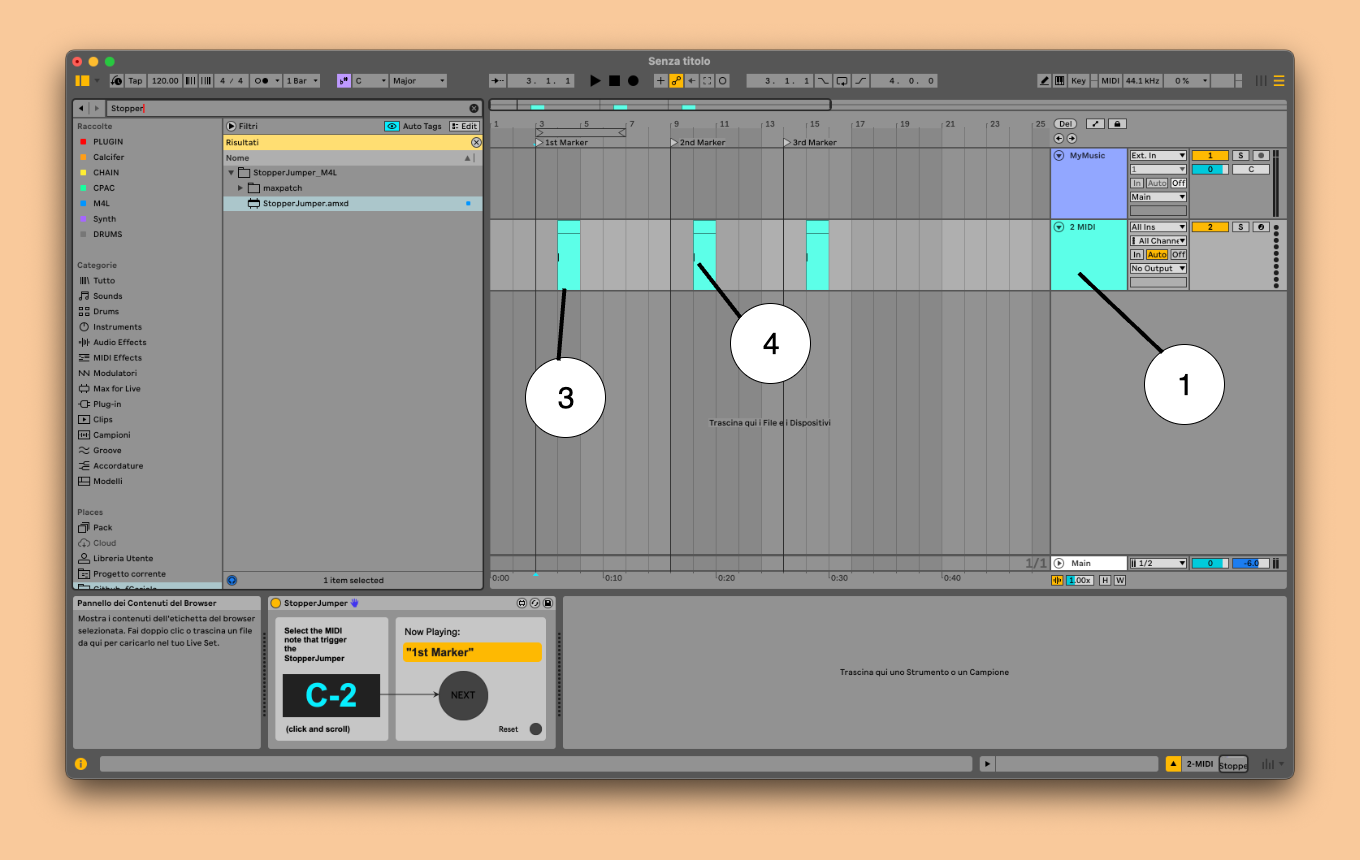 Senza titolo
Tap 120.00 4 / 4 1 Bar C Major 3. 1. 1 3. 1. 1 4. 0. 0 Key MIDI 44.1 kHz 0 %
Stopper
Raccolte
PLUGIN
Calcifer
CHAIN
CPAC
M4L
Synth
DRUMS
Categorie
Tutto
Sounds
Drums
Instruments
Audio Effects
MIDI Effects
Modulatori
Max for Live
Plug-in
Clips
Campioni
Groove
Accordature
Modelli
Places
Pack
Cloud
Libreria Utente
Progetto corrente
Filtri Auto Tags Edit
Risultati
Nome
StopperJumper_M4L
maxpatch
StopperJumper.amxd
1 item selected
1 3 5 7 9 11 13 15 17 19 21 23 25
1st Marker 2nd Marker 3rd Marker
Del
MyMusic Ext. In 1 S
1 0 C
In Auto Off
Main
2 MIDI All Ins 2 S
All Channe
In Auto Off
No Output
3
4
1
Trascina qui i File e i Dispositivi
1/1 Main 1/2 0 -6.0
0:00 0:10 0:20 0:30 0:40 1.00x H W
Pannello dei Contenuti del Browser
Mostra i contenuti dell'etichetta del browser
selezionata. Fai doppio clic o trascina un file
da qui per caricarlo nel tuo Live Set.
StopperJumper
Select the MIDI
note that trigger
the
StopperJumper
C-2
(click and scroll)
Now Playing:
"1st Marker"
NEXT
Reset
Trascina qui uno Strumento o un Campione
2-MIDI Stoppe